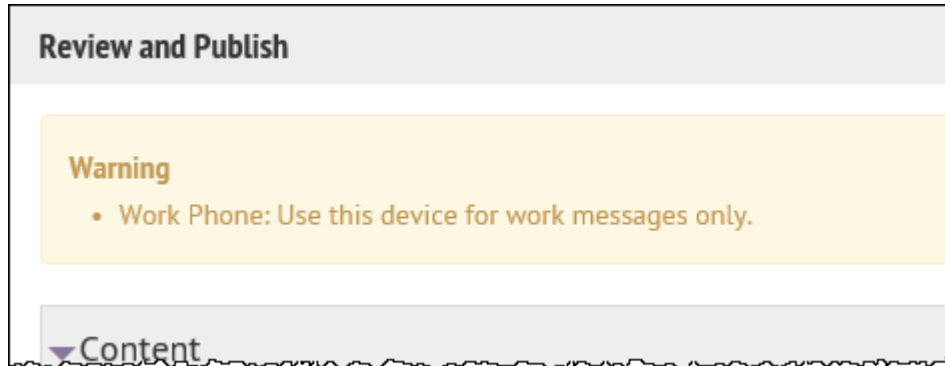 Review and Publish
Warning
• Work Phone: Use this device for work messages only.
Content